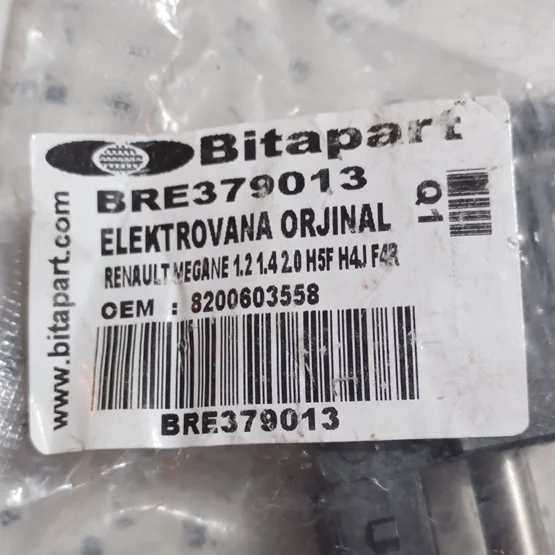 Bitapart
BRE379013
Q1
ELEKTROVANA ORJINAL
RENAULT MEGANE 1.2 1.4 2.0 H5F H4J F4R
OEM : 8200603558
BRE379013
www.bitapart.com